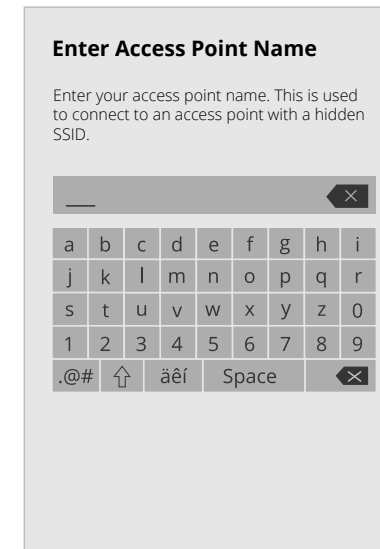 Enter Access Point Name
Enter your access point name. This is used
to connect to an access point with a hidden
SSID.
__
a b c d e f g h i
j k l m n o p q r
s t u v w x y z 0
1 2 3 4 5 6 7 8 9
.@# äêí Space